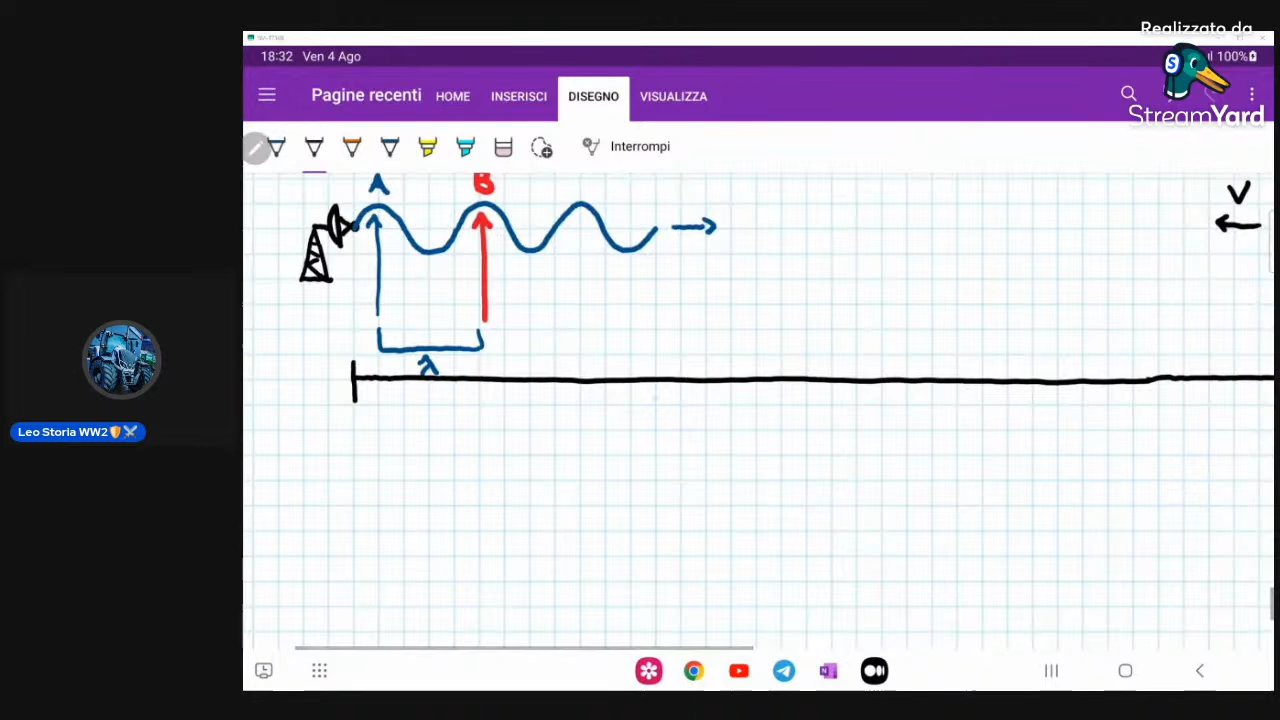 Realizzato da
StreamYard
18:32 Ven 4 Ago
100%
Pagine recenti HOME INSERISCI DISEGNO VISUALIZZA
Interrompi
A B
V
λ
Leo Storia WW2